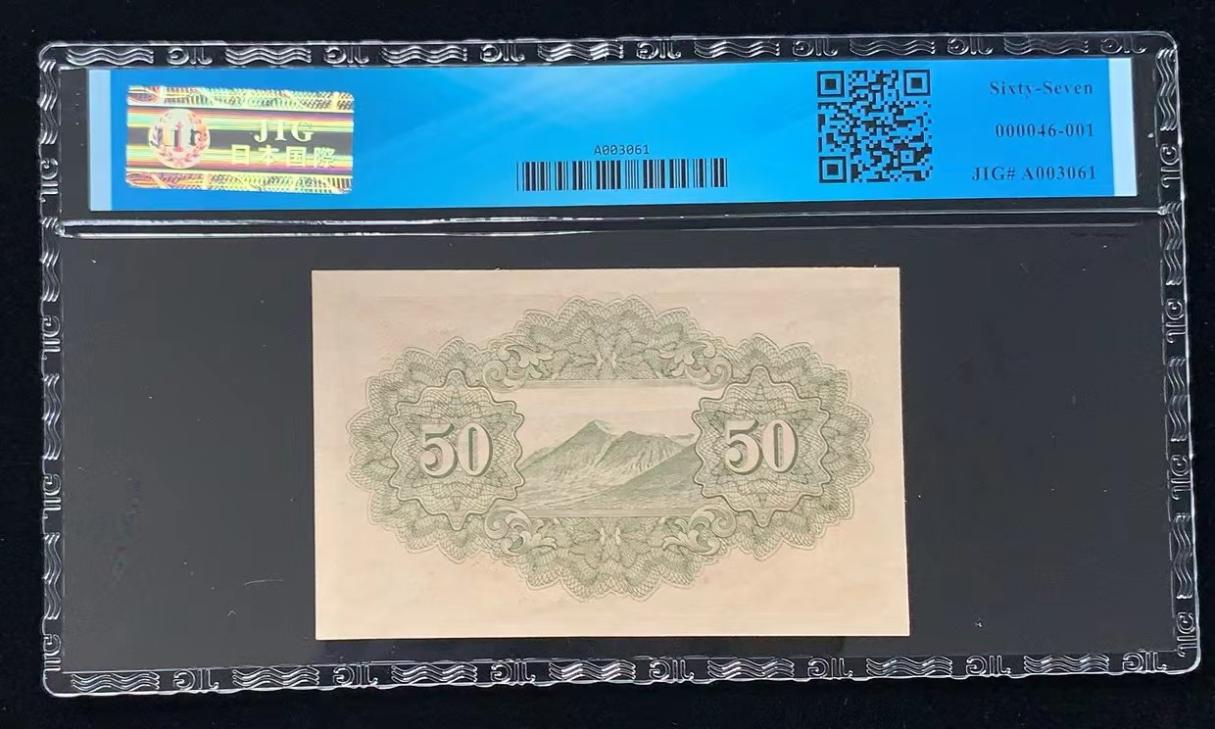 JIG
日本国際
A003061
Sixty-Seven
000046-001
JIG# A003061
50 50